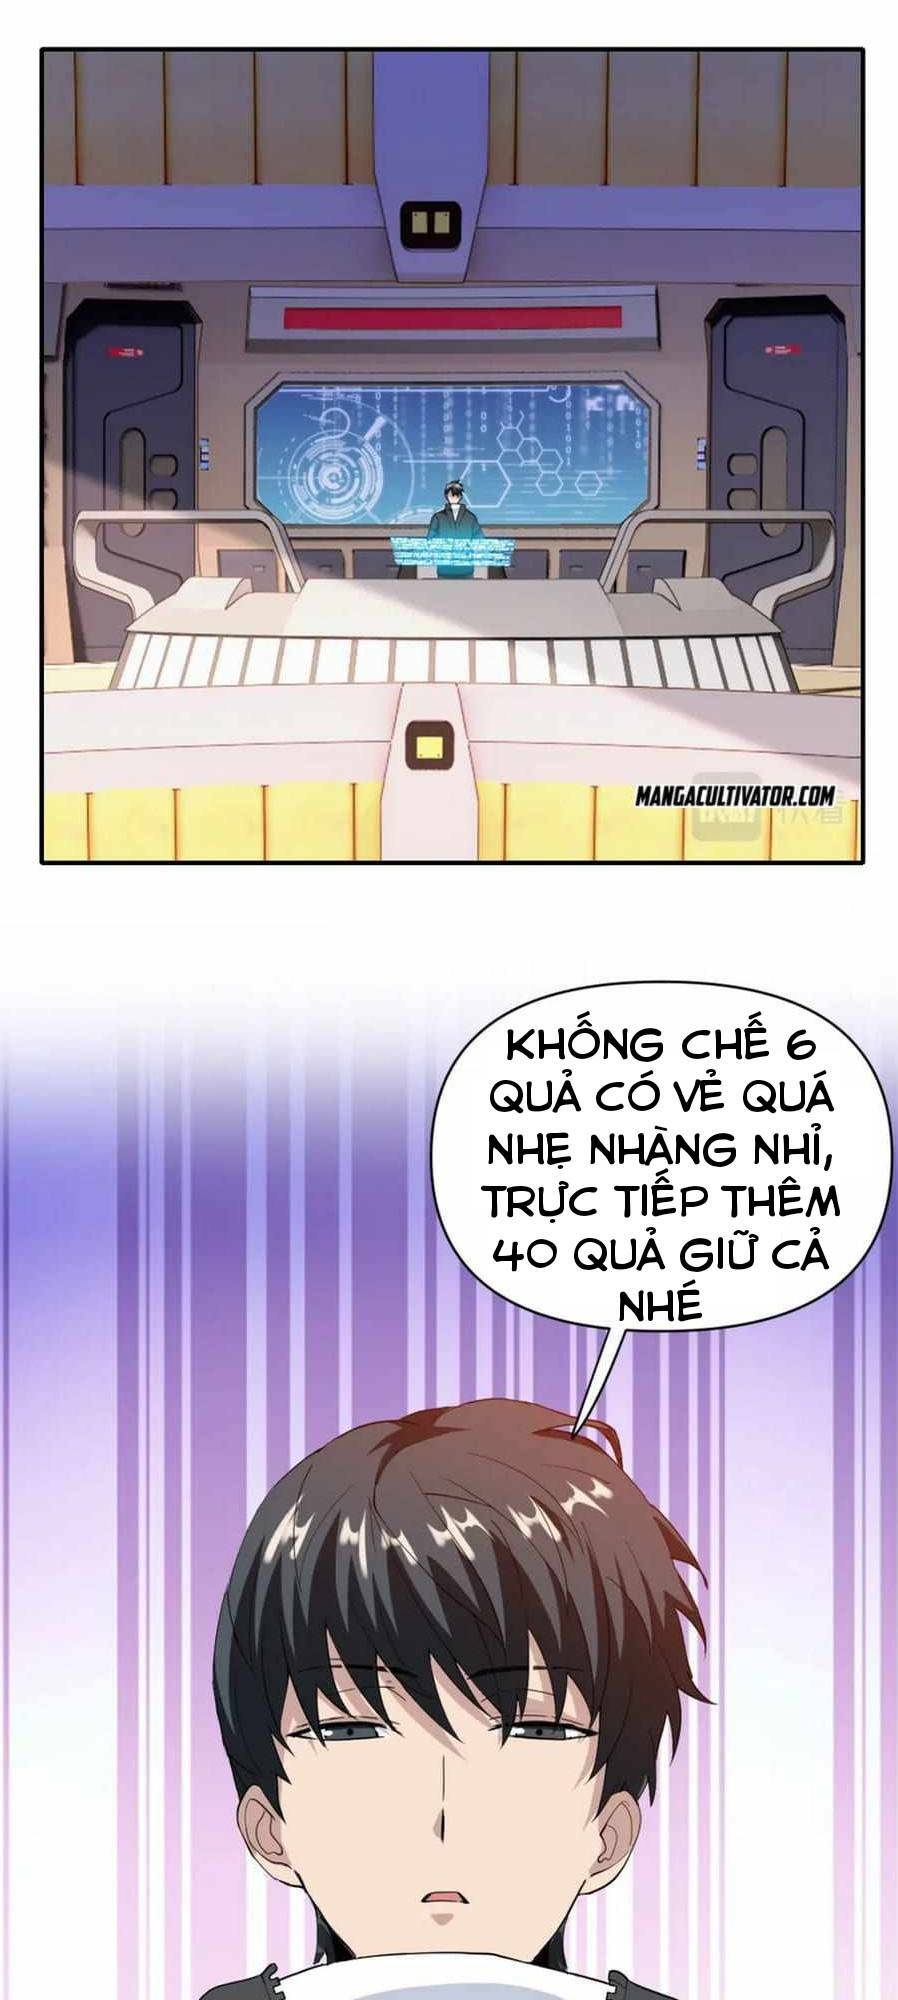 MANGACULTIVATOR.COM
KHỐNG CHẾ 6
QUẢ CÓ VẺ QUÁ
NHẸ NHÀNG NHỈ,
TRỰC TIẾP THÊM
40 QUẢ GIỮ CẢ
NHÉ